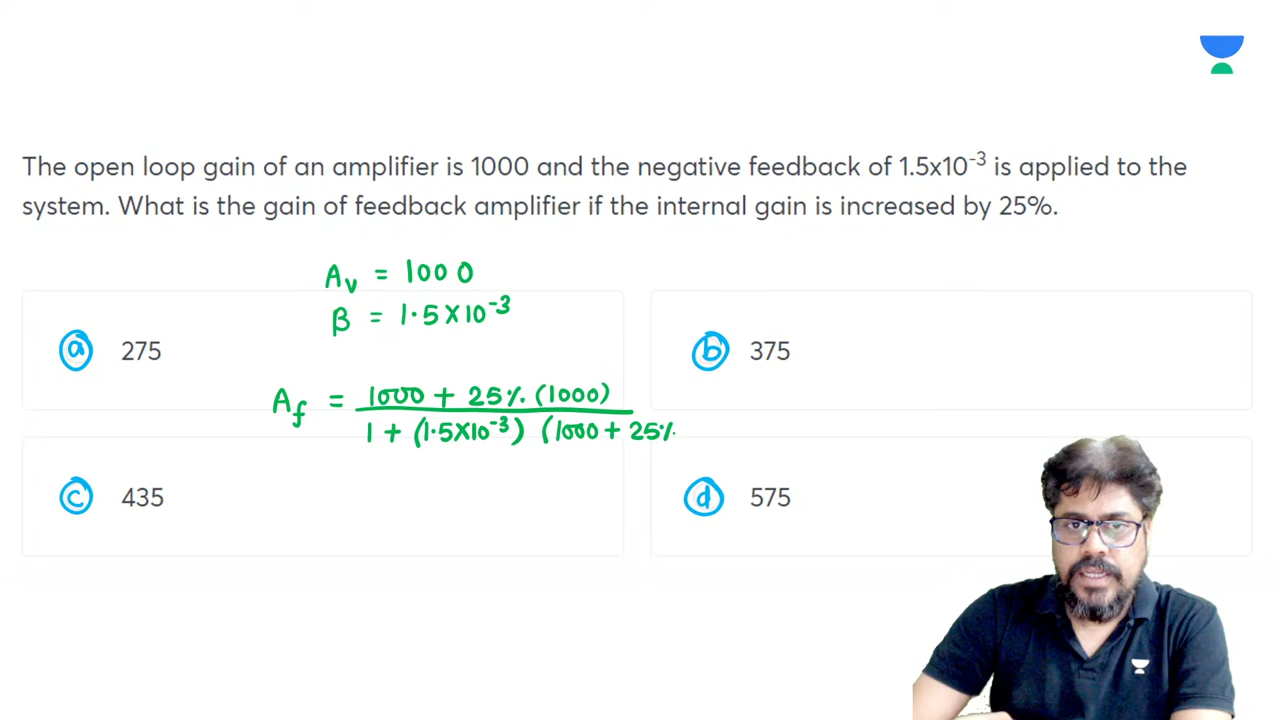 The open loop gain of an amplifier is 1000 and the negative feedback of 1.5x10⁻³ is applied to the
system. What is the gain of feedback amplifier if the internal gain is increased by 25%.
Aᵥ = 1000
β = 1.5×10⁻³
ⓐ 275
ⓑ 375
A_f = 1000 + 25% (1000)
1 + (1.5×10⁻³) (1000 + 25%
ⓒ 435
ⓓ 575